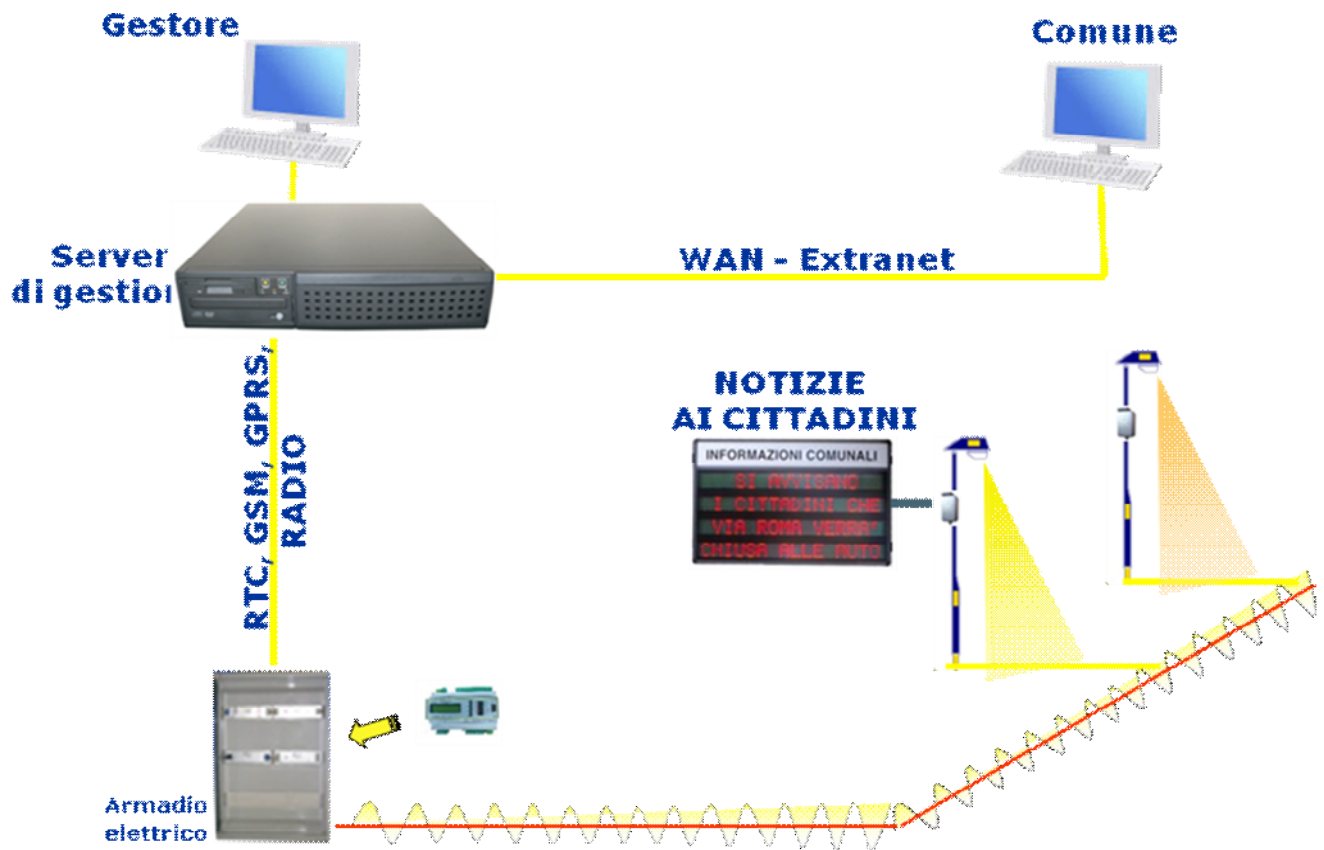 Gestore
Comune
Server
di gestion
WAN - Extranet
RTC, GSM, GPRS,
RADIO
NOTIZIE
AI CITTADINI
INFORMAZIONI COMUNALI
SI AVVISANO
I CITTADINI CHE
VIA ROMA VERRA'
CHIUSA ALLE AUTO
Armadio
elettrico